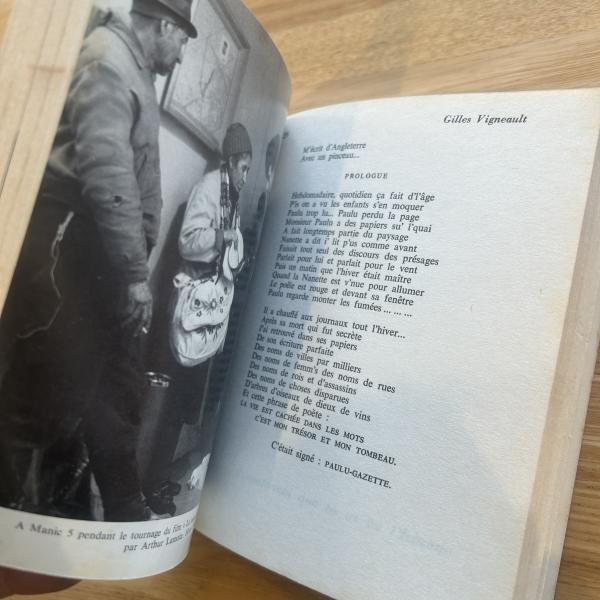 A Manic 5 pendant le tournage du film « La
par Arthur Lamothe.
Gilles Vigneault
M'écrit d'Angleterre
Avec un pinceau...
PROLOGUE
Hebdomadaire, quotidien ça fait d'l'âge
P'is on a vu les enfants s'en moquer
Paulu trop lu... Paulu perdu la page
Monsieur Paulu a des papiers su' l'quai
A fait longtemps partie du paysage
Nanette a dit i' lit p'us comme avant
Faisait tout seul des discours des présages
Parlait pour lui et parlait pour le vent
Puis un matin que l'hiver était maître
Quand la Nanette est v'nue pour allumer
Le poêle est rouge et devant sa fenêtre
Paulu regarde monter les fumées ... ... ...
Il a chauffé aux journaux tout l'hiver...
Après sa mort qui fut secrète
J'ai retrouvé dans ses papiers
De son écriture parfaite
Des noms de villes par milliers
Des noms de femm's des noms de rues
Des noms de rois et d'assassins
Des noms de choses disparues
D'arbres d'oiseaux de dieux de vins
Et cette phrase de poète :
LA VIE EST CACHÉE DANS LES MOTS
C'EST MON TRÉSOR ET MON TOMBEAU.
C'était signé : PAULU-GAZETTE.